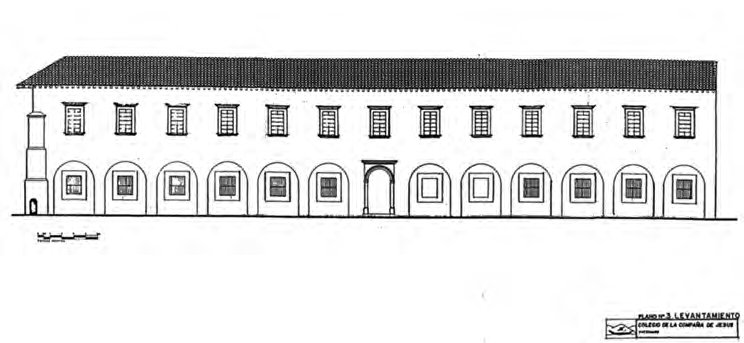 PLANO Nº 3. LEVANTAMIENTO
COLEGIO DE LA COMPAÑIA DE JESUS